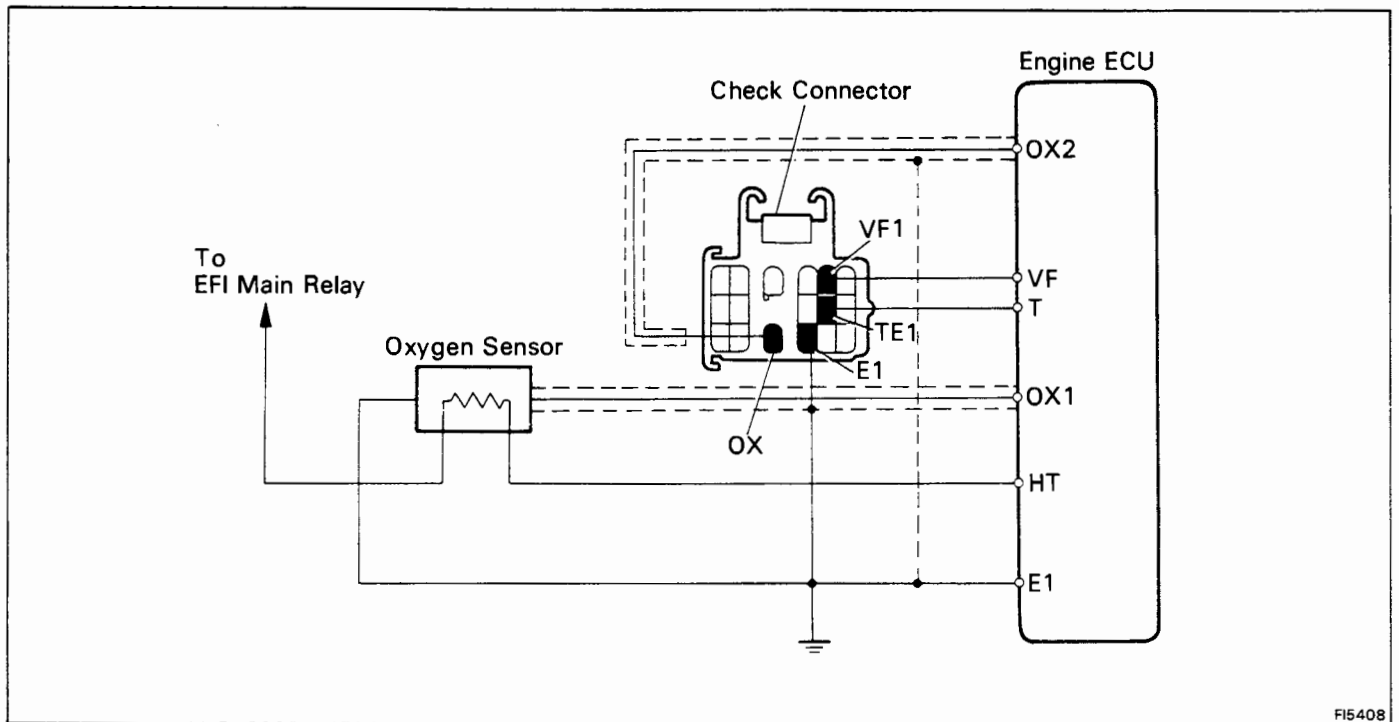 Engine ECU
Check Connector
OX2
VF1
To
EFI Main Relay
VF
T
TE1
Oxygen Sensor
E1
OX1
OX
HT
E1
FI5408